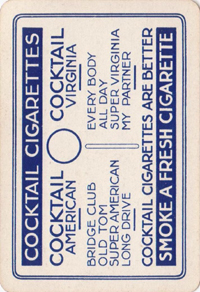 COCKTAIL CIGARETTES
COCKTAIL AMERICAN
COCKTAIL VIRGINIA
BRIDGE CLUB
OLD TOM
SUPER AMERICAN
LONG DRIVE
EVERY BODY
ALL DAY
SUPER VIRGINIA
MY PARTNER
COCKTAIL CIGARETTES ARE BETTER
SMOKE A FRESH CIGARETTE